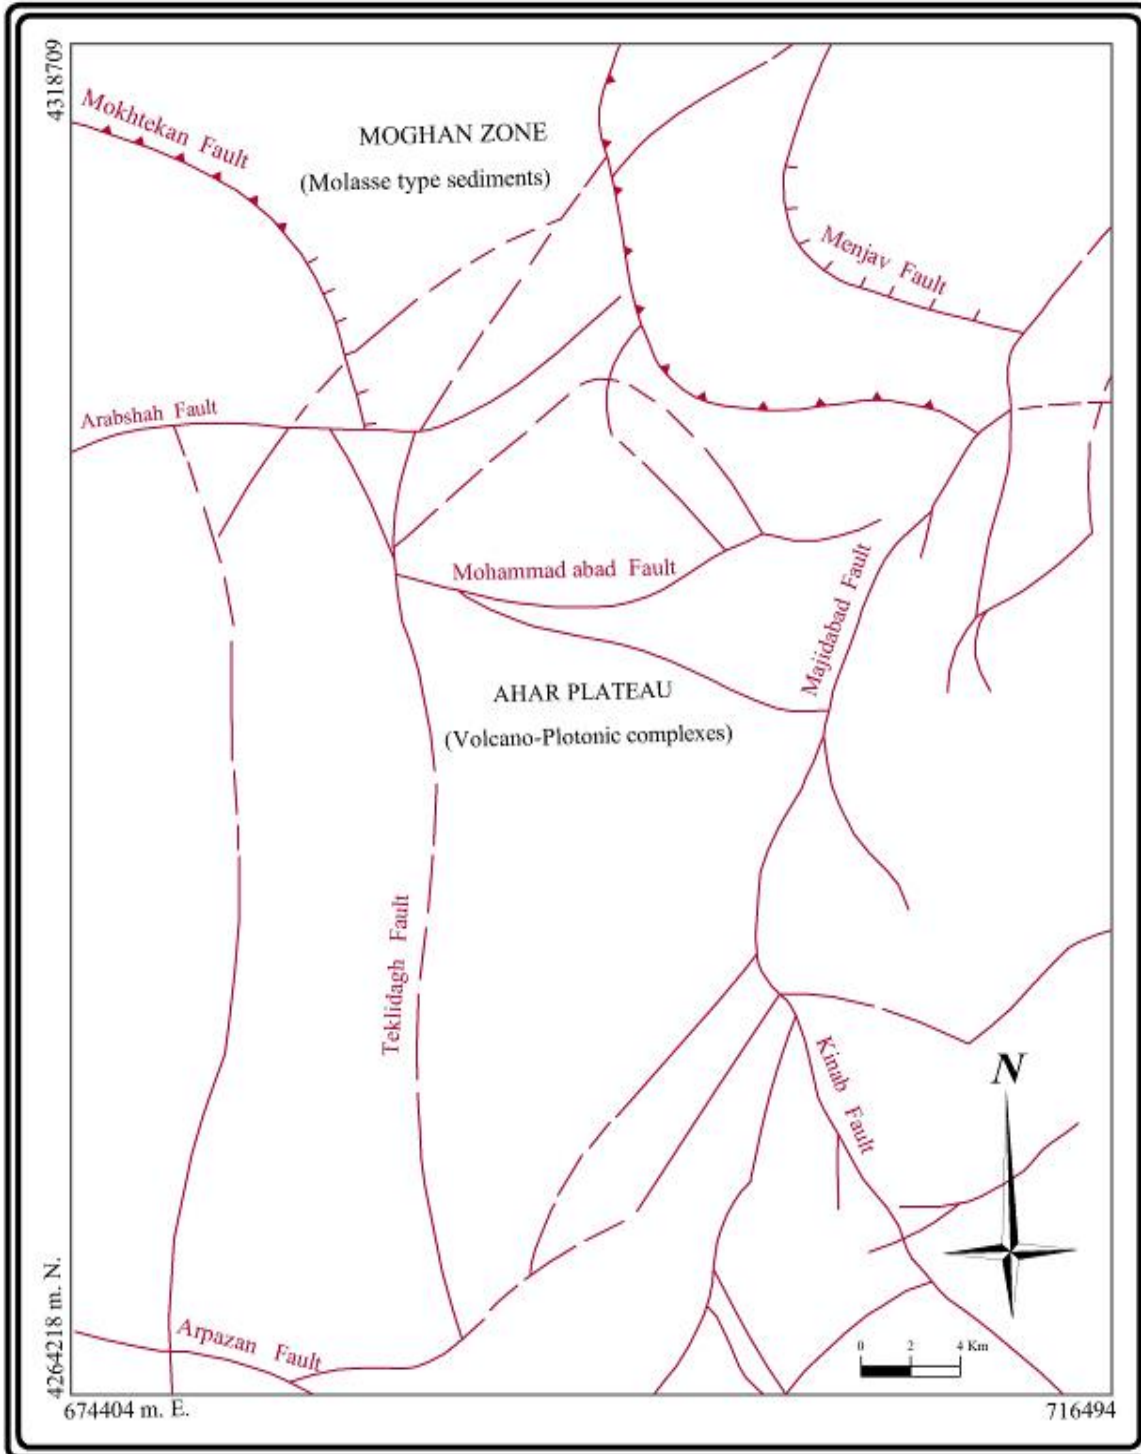 4318709
Mokhtekan Fault
MOGHAN ZONE
(Molasse type sediments)
Menjav Fault
Arabshah Fault
Mohammad abad Fault
Majidabad Fault
AHAR PLATEAU
(Volcano-Plotonic complexes)
Teklidagh Fault
Kinab Fault
N
Arpazan Fault
0 2 4 Km
4264218 m. N.
674404 m. E.
716494